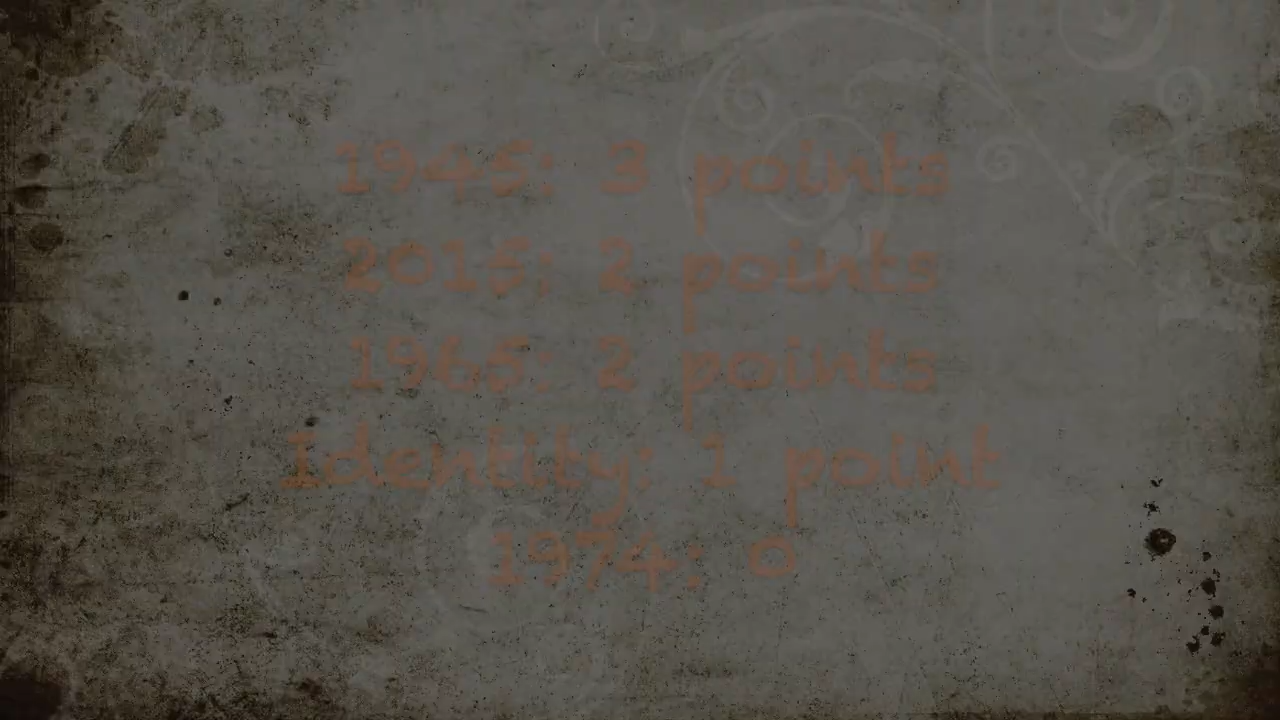 1945: 3 points
2015: 2 points
1965: 2 points
Identity: 1 point
1974: 0